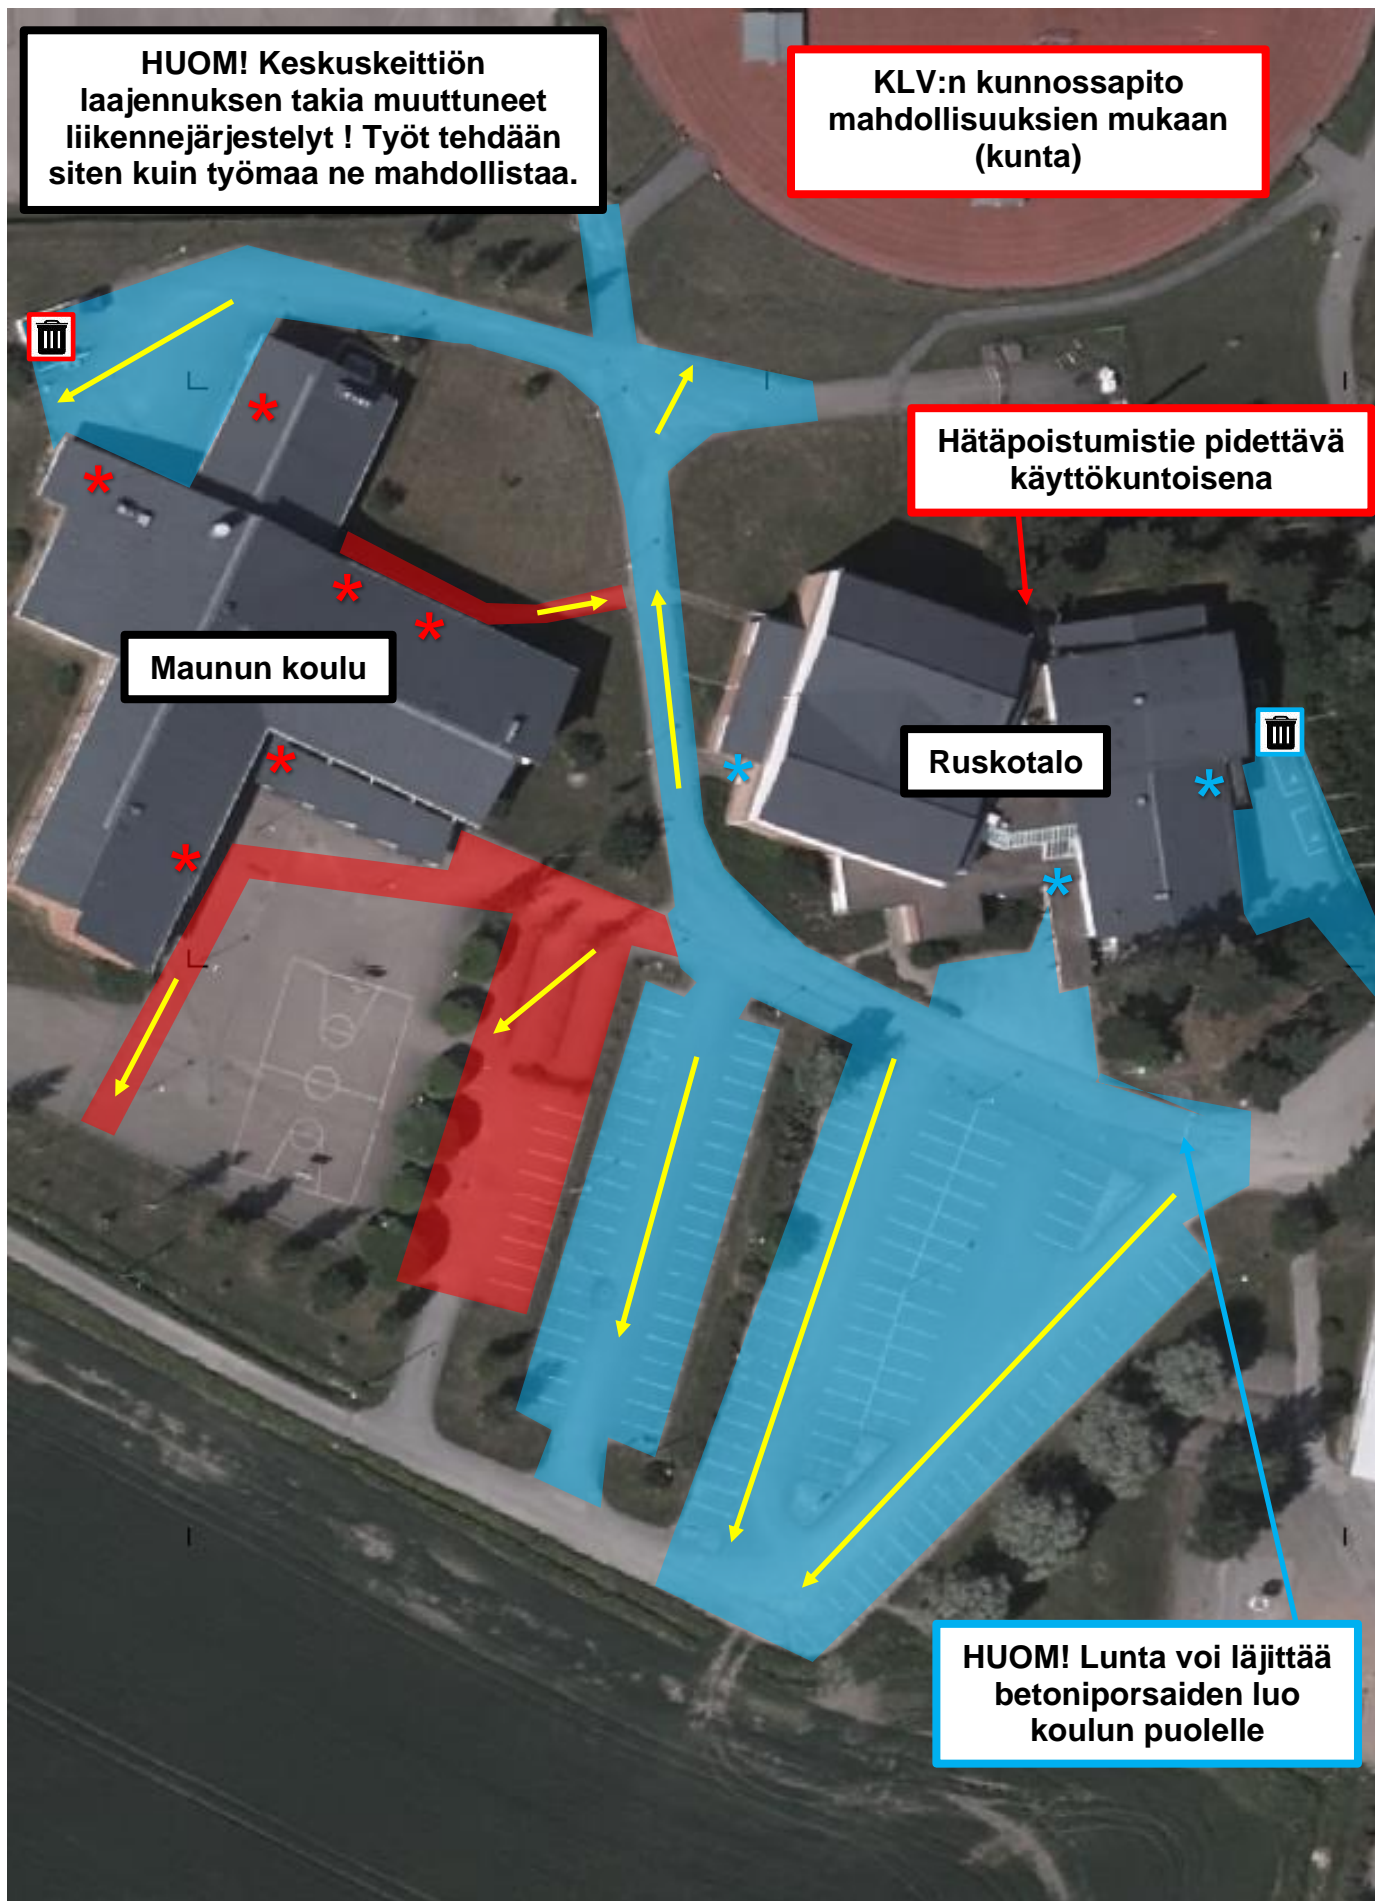 HUOM! Keskuskeittiön
laajennuksen takia muuttuneet
liikennejärjestelyt ! Työt tehdään
siten kuin työmaa ne mahdollistaa.
KLV:n kunnossapito
mahdollisuuksien mukaan
(kunta)
Hätäpoistumistie pidettävä
käyttökuntoisena
Maunun koulu
Ruskotalo
HUOM! Lunta voi läjittää
betoniporsaiden luo
koulun puolelle